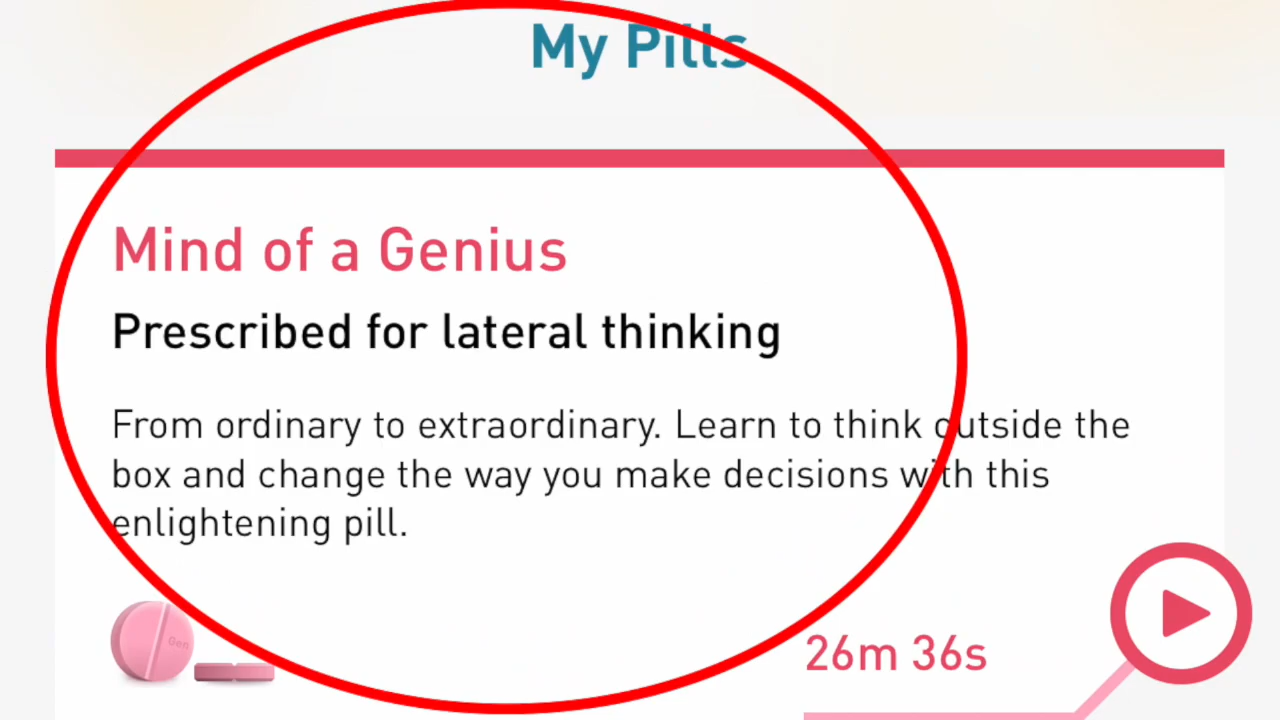 My Pills
Mind of a Genius
Prescribed for lateral thinking
From ordinary to extraordinary. Learn to think outside the
box and change the way you make decisions with this
enlightening pill.
Gen
26m 36s